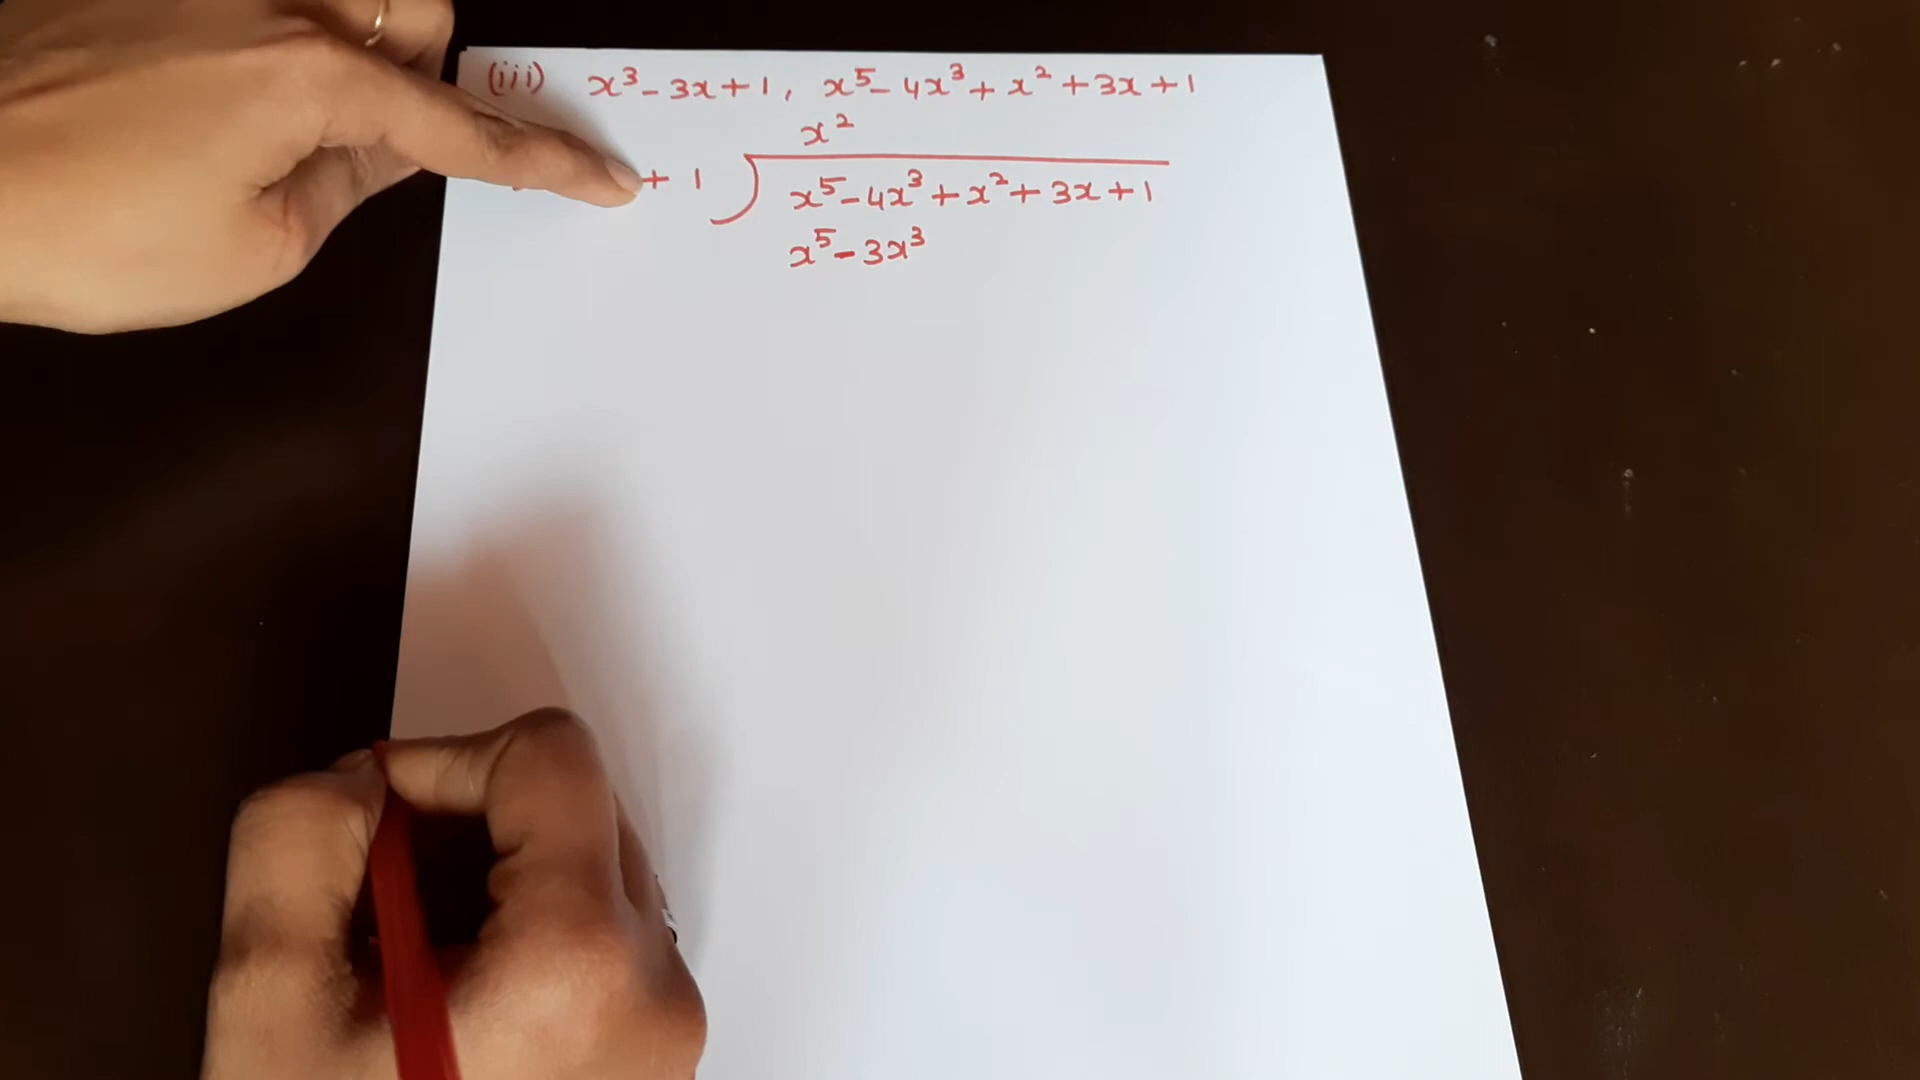 (iii) x³ - 3x + 1, x⁵ - 4x³ + x² + 3x + 1
x²
+ 1 ) x⁵ - 4x³ + x² + 3x + 1
x⁵ - 3x³